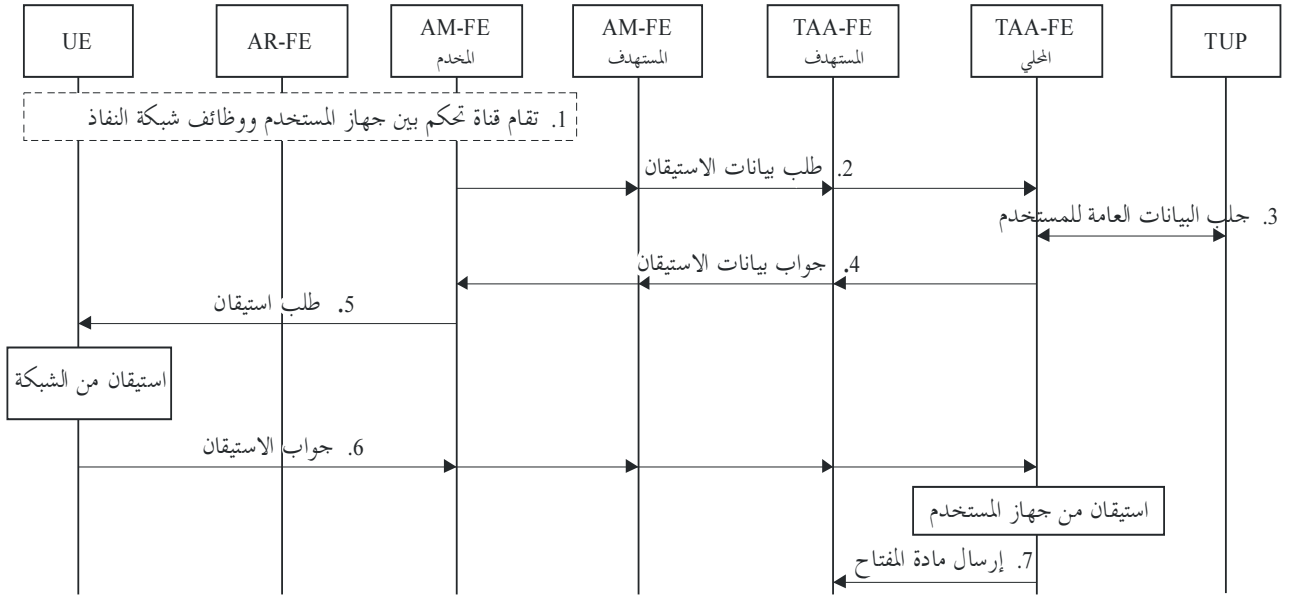 UE
AR-FE
AM-FE
المخدم
AM-FE
المستهدف
TAA-FE
المستهدف
TAA-FE
المحلي
TUP
1. تقام قناة تحكم بين جهاز المستخدم ووظائف شبكة النفاذ
2. طلب بيانات الاستيقان
3. جلب البيانات العامة للمستخدم
4. جواب بيانات الاستيقان
5. طلب استيقان
استيقان من الشبكة
6. جواب الاستيقان
استيقان من جهاز المستخدم
7. إرسال مادة المفتاح